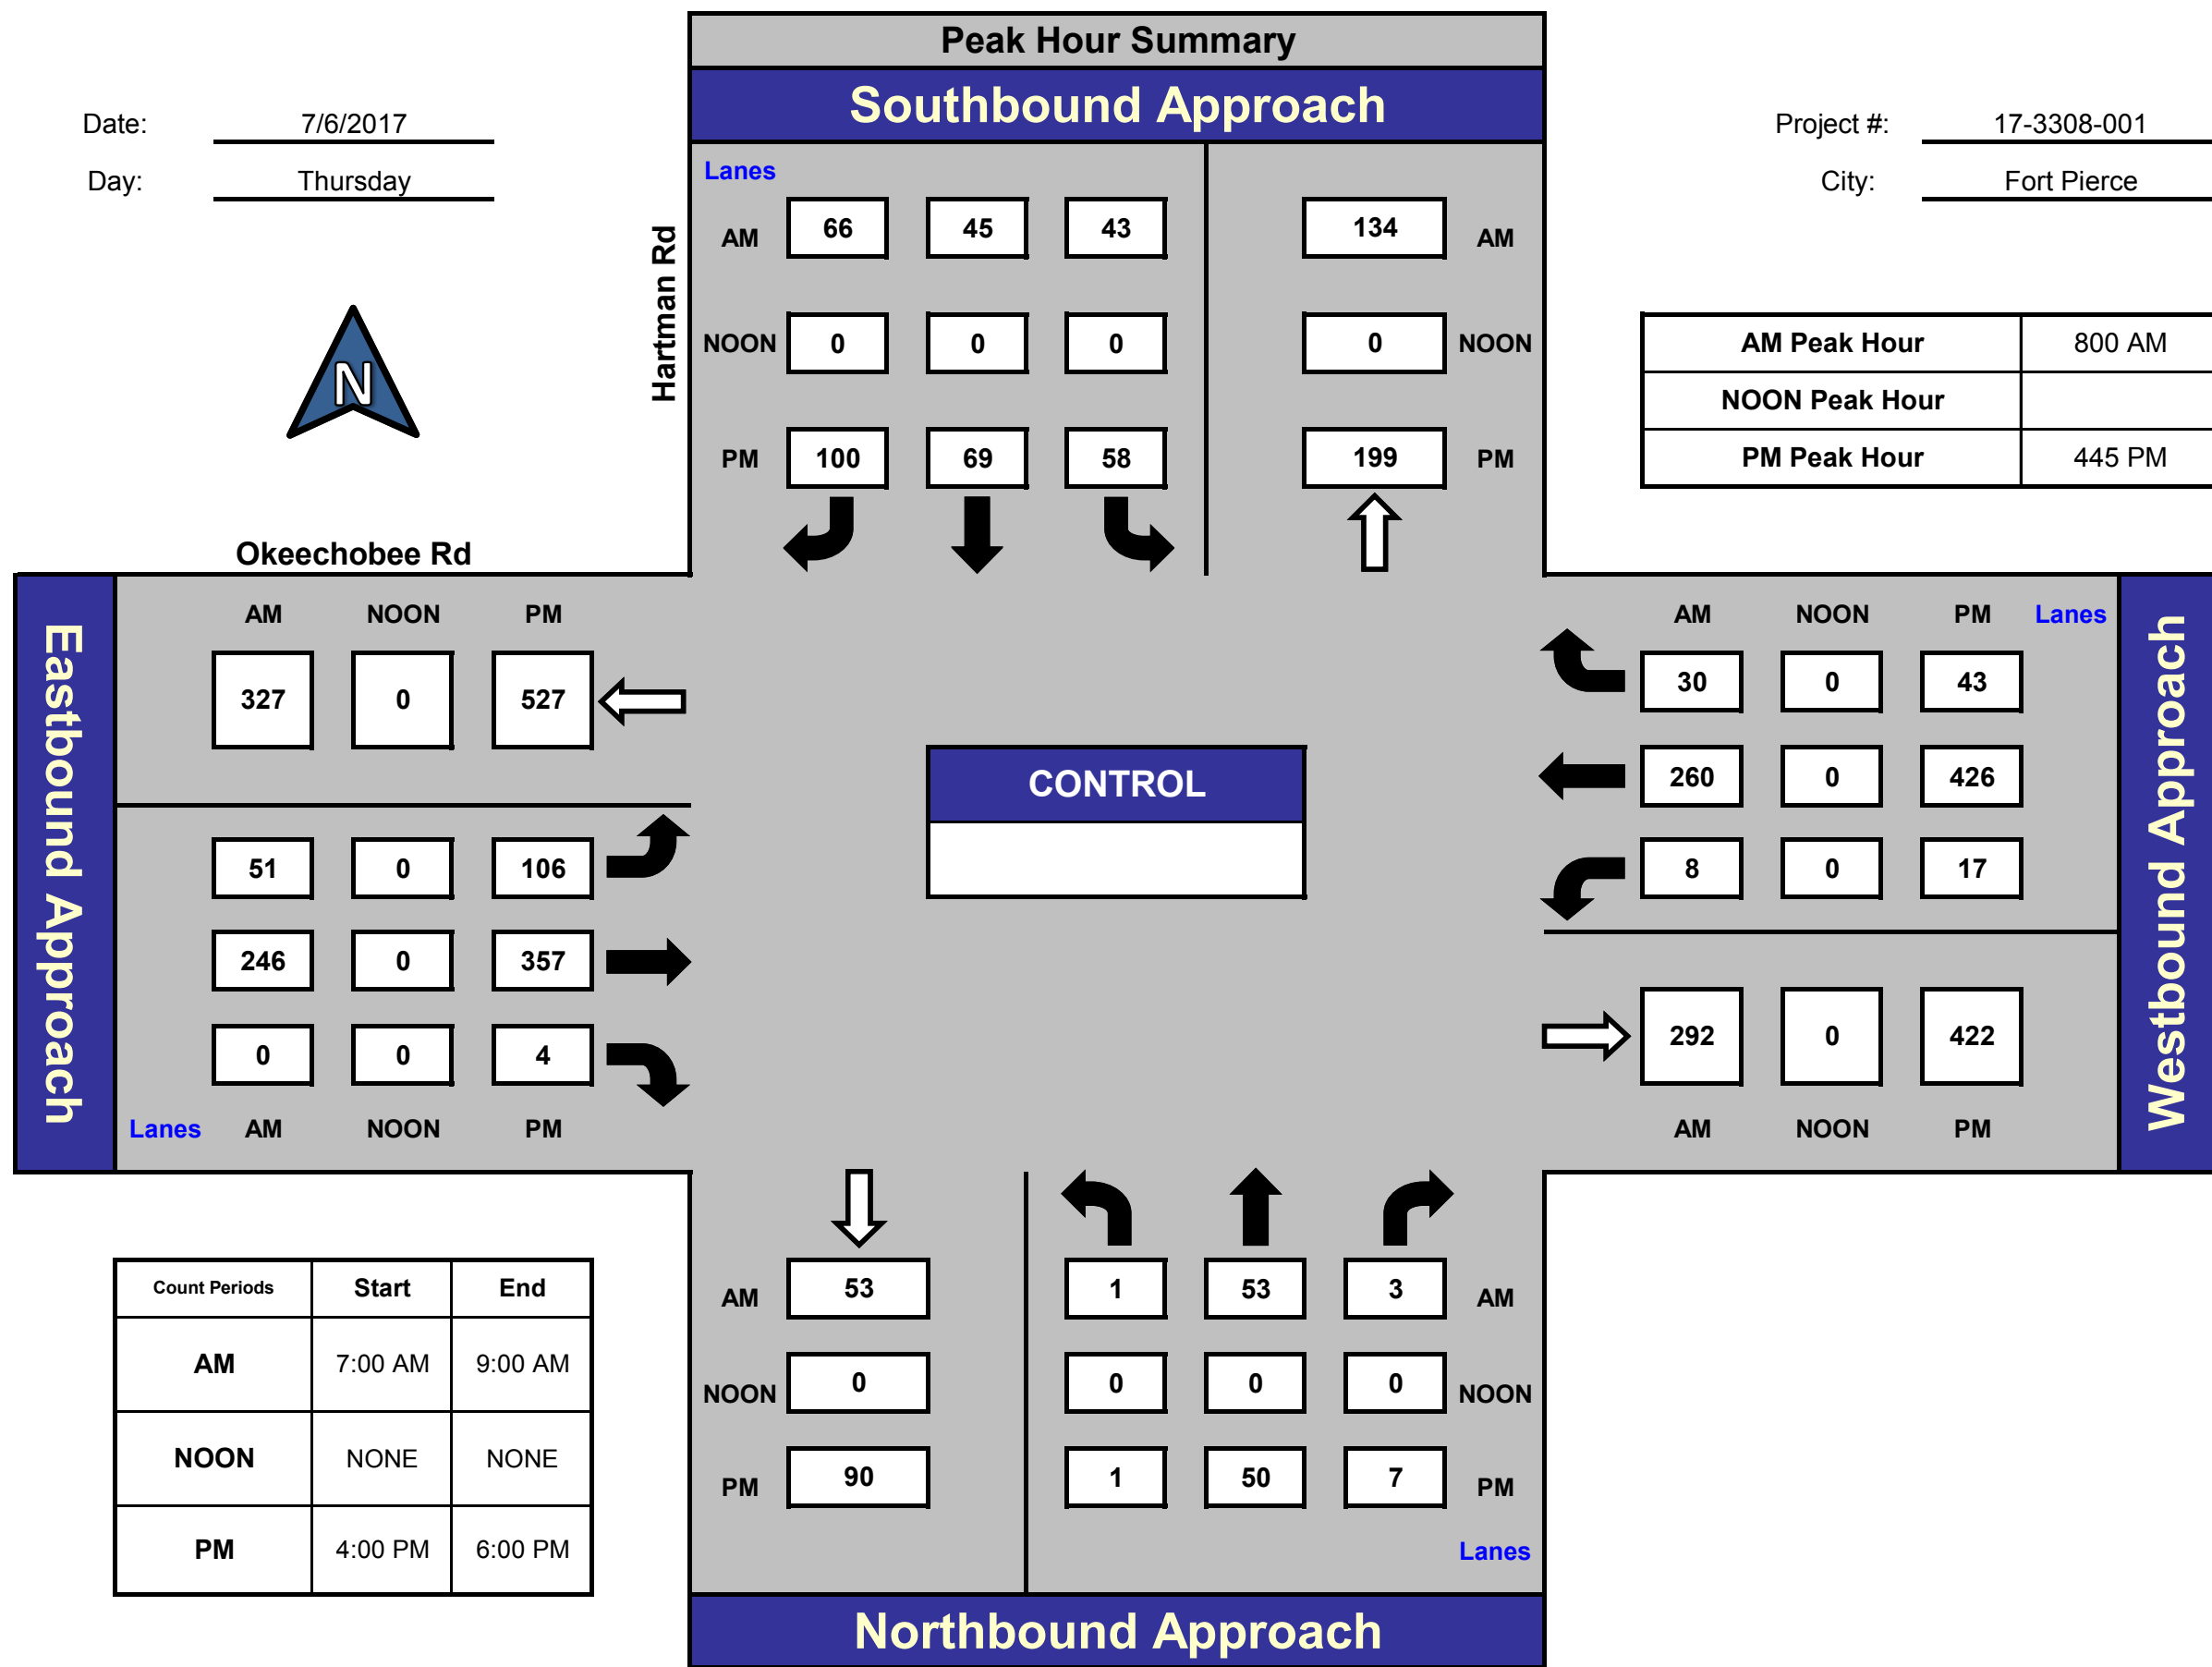 Peak Hour Summary
Southbound Approach
Date: 7/6/2017
Project #: 17-3308-001
Day: Thursday
City: Fort Pierce
Lanes
Hartman Rd
AM 66 45 43 134 AM
NOON 0 0 0 0 NOON
PM 100 69 58 199 PM
N
AM Peak Hour 800 AM
NOON Peak Hour
PM Peak Hour 445 PM
Okeechobee Rd
Eastbound Approach
AM NOON PM
327 0 527
51 0 106
246 0 357
0 0 4
Lanes AM NOON PM
CONTROL
AM NOON PM Lanes
30 0 43
260 0 426
8 0 17
292 0 422
AM NOON PM
Westbound Approach
Count Periods Start End
AM 7:00 AM 9:00 AM
NOON NONE NONE
PM 4:00 PM 6:00 PM
AM 53 1 53 3 AM
NOON 0 0 0 0 NOON
PM 90 1 50 7 PM
Lanes
Northbound Approach